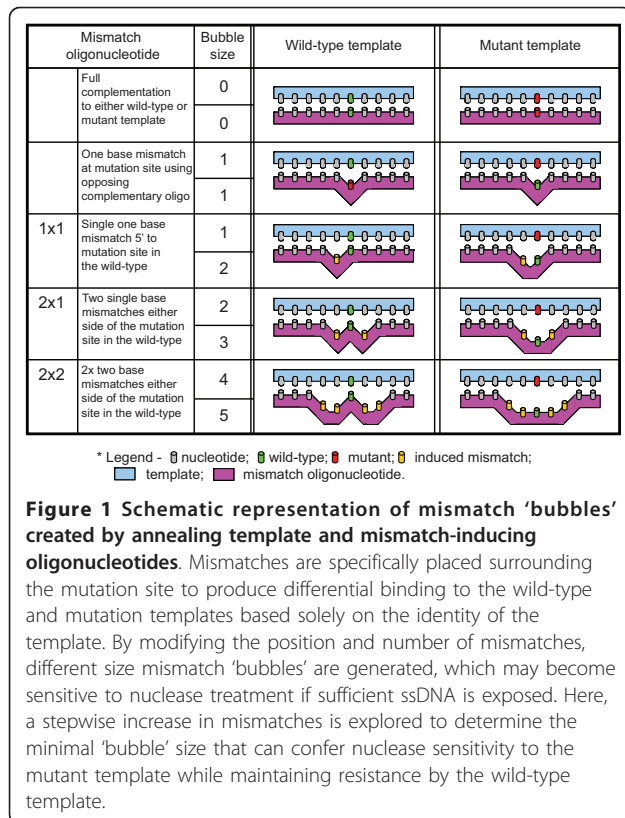 Mismatch oligonucleotide
Bubble size
Wild-type template
Mutant template
Full
complementation
to either wild-type or
mutant template
0
0
One base mismatch
at mutation site using
opposing
complementary oligo
1
1
1x1
Single one base
mismatch 5' to
mutation site in
the wild-type
1
2
2x1
Two single base
mismatches either
side of the mutation
site in the wild-type
2
3
2x2
2x two base
mismatches either
side of the mutation
site in the wild-type
4
5
* Legend - nucleotide; wild-type; mutant; induced mismatch;
template; mismatch oligonucleotide.
Figure 1 Schematic representation of mismatch 'bubbles'
created by annealing template and mismatch-inducing
oligonucleotides. Mismatches are specifically placed surrounding
the mutation site to produce differential binding to the wild-type
and mutation templates based solely on the identity of the
template. By modifying the position and number of mismatches,
different size mismatch 'bubbles' are generated, which may become
sensitive to nuclease treatment if sufficient ssDNA is exposed. Here,
a stepwise increase in mismatches is explored to determine the
minimal 'bubble' size that can confer nuclease sensitivity to the
mutant template while maintaining resistance by the wild-type
template.